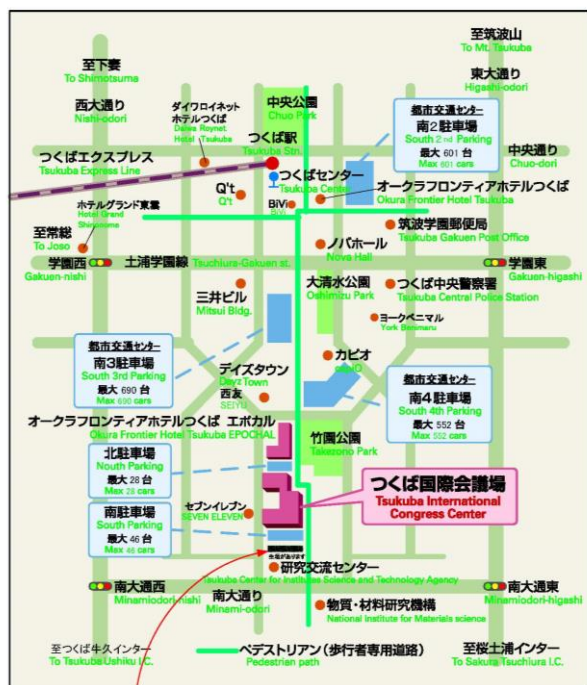 至筑波山
To Mt. Tsukuba
至下妻
To Shimotsuma
東大通り
Higashi-odori
西大通り
Nishi-odori
ダイワロイネット
ホテルつくば
Daiwa Roynet
Hotel Tsukuba
中央公園
Chuo Park
都市交通センター
南2駐車場
South 2nd Parking
最大 601 台
Max 601 cars
中央通り
Chuo-dori
つくば駅
Tsukuba Stn.
つくばエクスプレス
Tsukuba Express Line
つくばセンター
Tsukuba Center
オークラフロンティアホテルつくば
Okura Frontier Hotel Tsukuba
Q't
Q't
BiVi
BiVi
ホテルグランド東雲
Hotel Grand
Shinonome
至常総
To Joso
筑波学園郵便局
Tsukuba Gakuen Post Office
ノバホール
Nova Hall
学園西
Gakuen-nishi
土浦学園線
Tsuchiura-Gakuen st.
学園東
Gakuen-higashi
三井ビル
Mitsui Bldg.
大清水公園
Oshimizu Park
つくば中央警察署
Tsukuba Central Police Station
ヨークベニマル
York Benimaru
都市交通センター
南3駐車場
South 3rd Parking
最大 690 台
Max 690 cars
カピオ
capIO
デイズタウン
Dayz Town
西友
SEIYU
都市交通センター
南4駐車場
South 4th Parking
最大 552 台
Max 552 cars
オークラフロンティアホテルつくば エポカル
Okura Frontier Hotel Tsukuba EPOCHAL
竹園公園
Takezono Park
北駐車場
Nouth Parking
最大 28 台
Max 28 cars
つくば国際会議場
Tsukuba International
Congress Center
南駐車場
South Parking
最大 46 台
Max 46 cars
セブンイレブン
SEVEN ELEVEN
研究交流センター
Tsukuba Center for Institutes Science and Technology Agency
南大通西
Minamiodori-nishi
南大通り
Minami-odori
南大通東
Minamiodori-higashi
物質・材料研究機構
National Institute for Materials science
至つくば牛久インター
To Tsukuba Ushiku I.C.
ペデストリアン(歩行者専用道路)
Pedestrian path
至桜土浦インター
To Sakura Tsuchiura I.C.